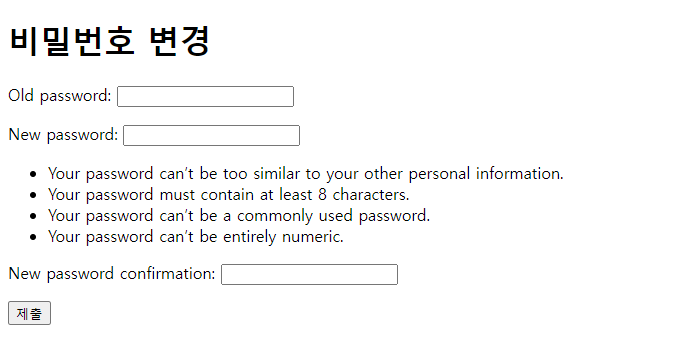 비밀번호 변경
Old password:
New password:
• Your password can't be too similar to your other personal information.
• Your password must contain at least 8 characters.
• Your password can't be a commonly used password.
• Your password can't be entirely numeric.
New password confirmation:
제출